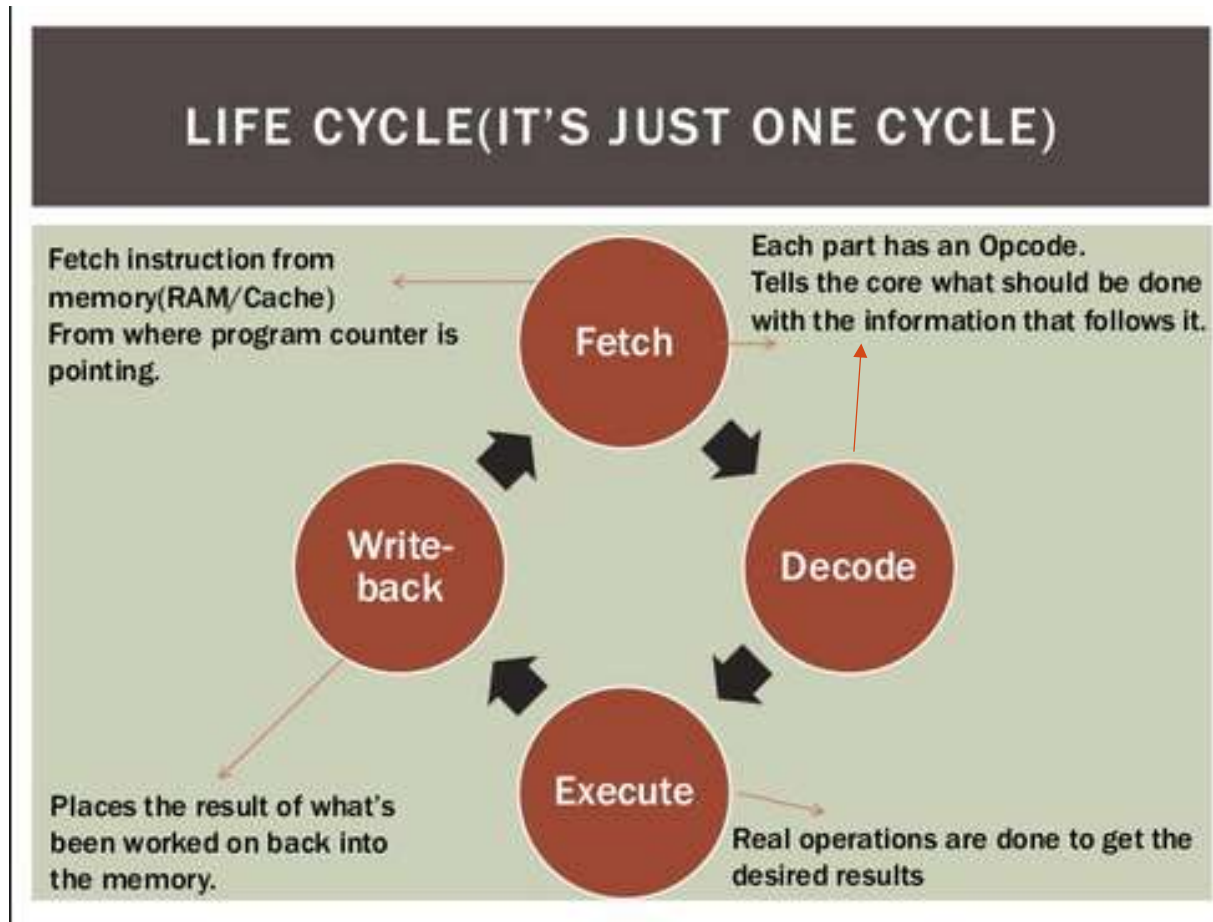 LIFE CYCLE(IT'S JUST ONE CYCLE)
Fetch instruction from
memory(RAM/Cache)
From where program counter is
pointing.
Fetch
Each part has an Opcode.
Tells the core what should be done
with the information that follows it.
Write-
back
Decode
Execute
Places the result of what's
been worked on back into
the memory.
Real operations are done to get the
desired results